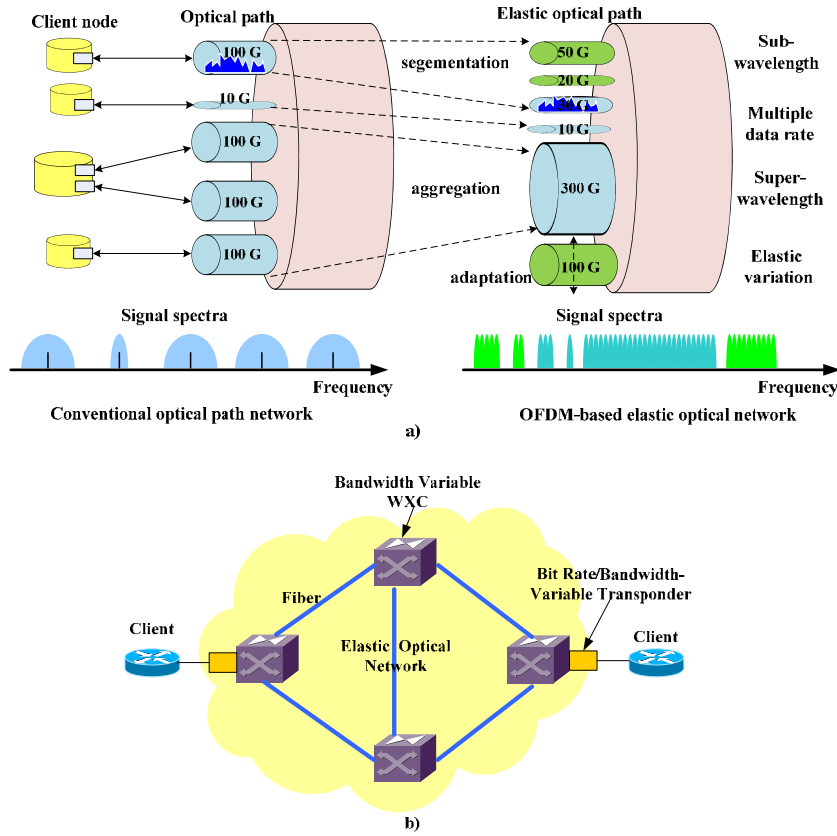 Client node
Optical path
Elastic optical path
100 G
10 G
100 G
100 G
100 G
segementation
aggregation
adaptation
50 G
20 G
30 G
10 G
300 G
100 G
Sub-
wavelength
Multiple
data rate
Super-
wavelength
Elastic
variation
Signal spectra
Frequency
Conventional optical path network
Signal spectra
Frequency
OFDM-based elastic optical network
a)
Bandwidth Variable
WXC
Bit Rate/Bandwidth-
Variable Transponder
Fiber
Client
Elastic Optical
Network
Client
b)